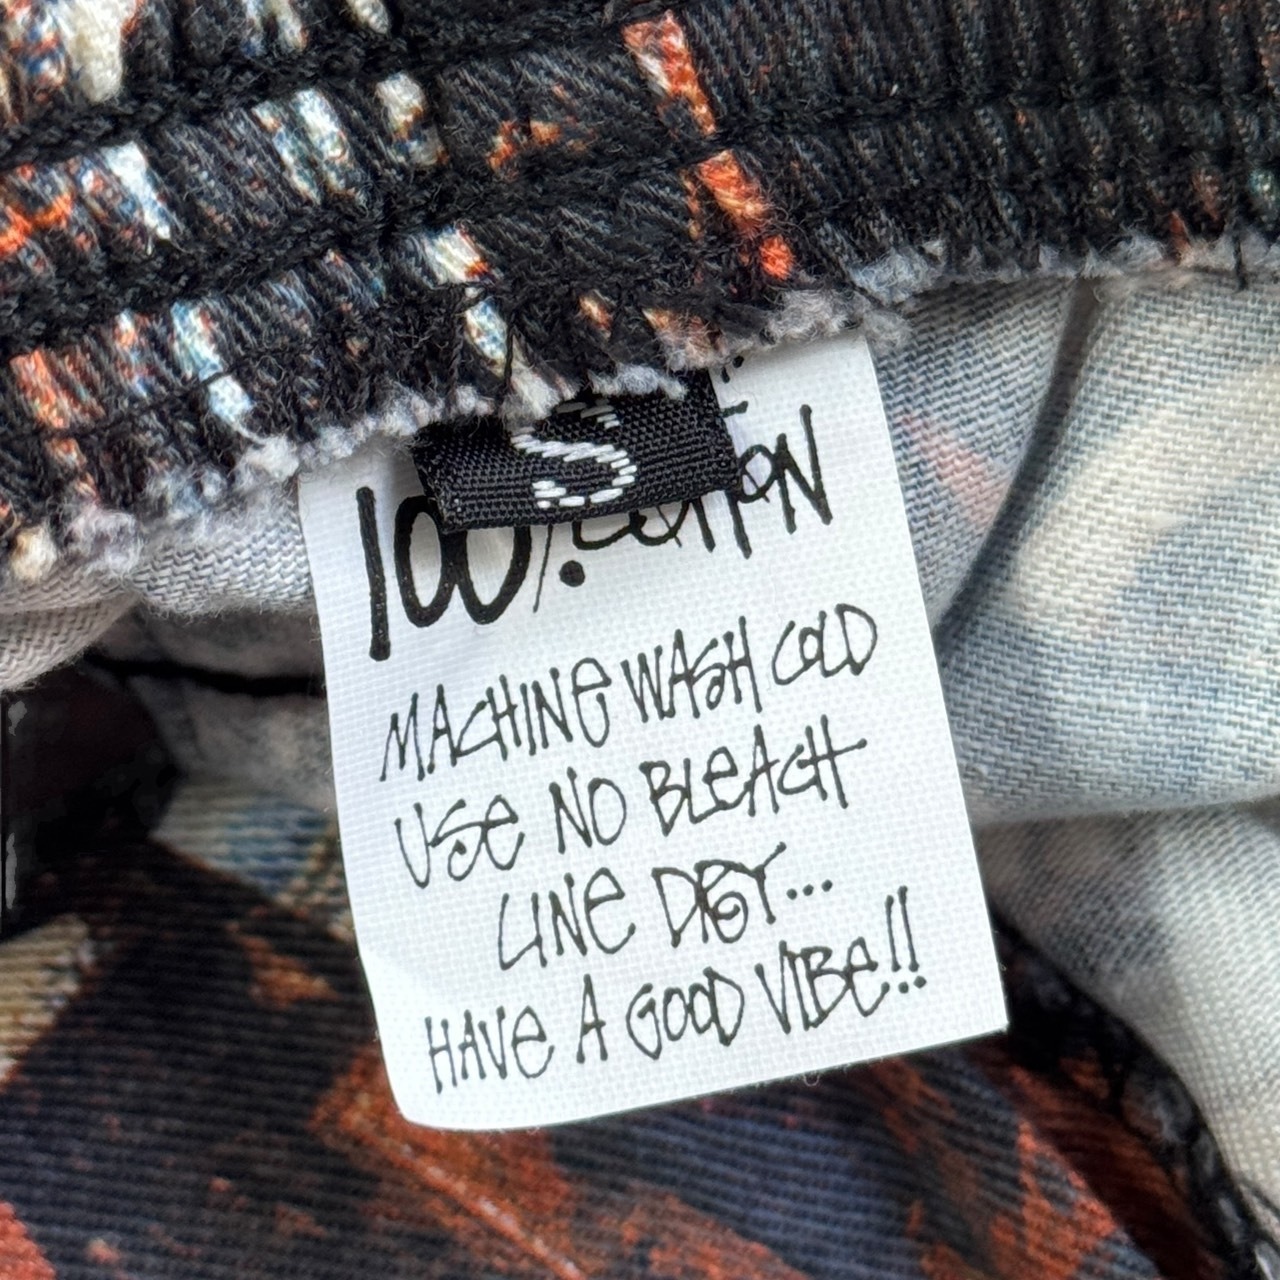 S
100% COTTON
MACHINE WASH COLD
USE NO BLEACH
LINE DRY...
HAVE A GOOD VIBE!!